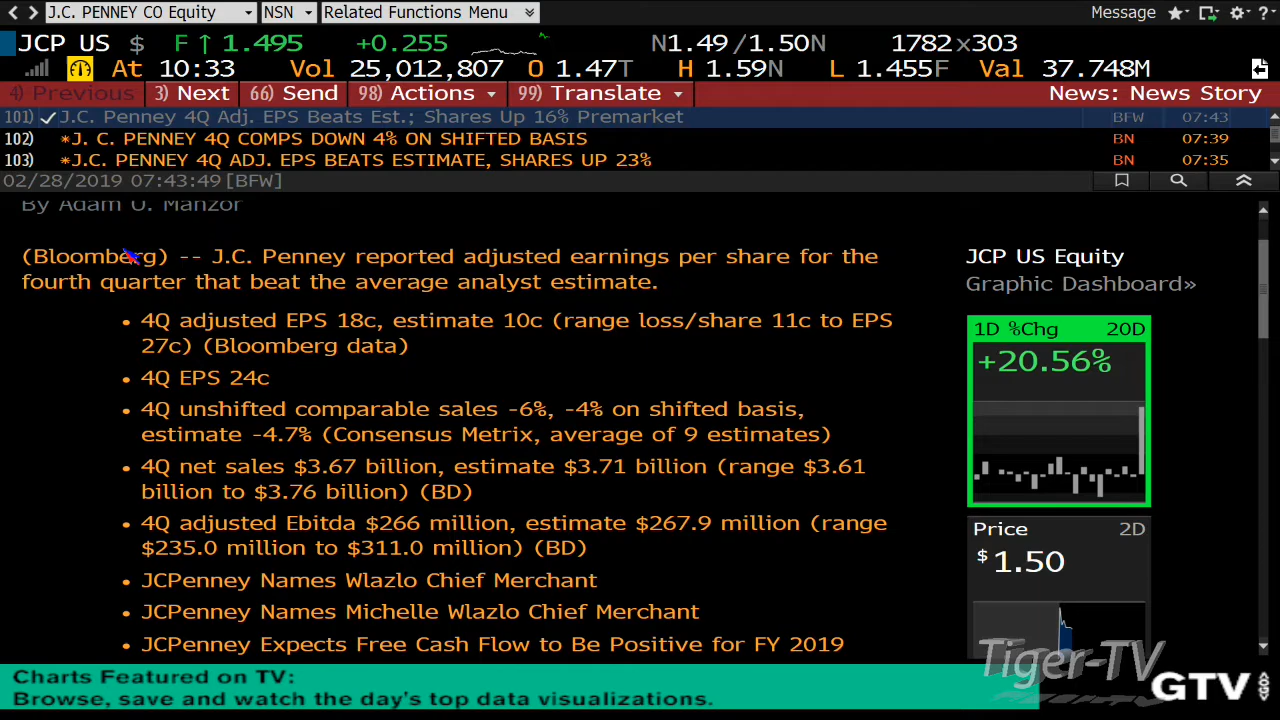 J.C. PENNEY CO Equity NSN Related Functions Menu Message
JCP US $ F ↑ 1.495 +0.255 N1.49 /1.50N 1782 x303
At 10:33 Vol 25,012,807 O 1.47T H 1.59N L 1.455F Val 37.748M
4) Previous 3) Next 66) Send 98) Actions 99) Translate News: News Story
101) J.C. Penney 4Q Adj. EPS Beats Est.; Shares Up 16% Premarket BFW 07:43
102) *J. C. PENNEY 4Q COMPS DOWN 4% ON SHIFTED BASIS BN 07:39
103) *J.C. PENNEY 4Q ADJ. EPS BEATS ESTIMATE, SHARES UP 23% BN 07:35
02/28/2019 07:43:49 [BFW]
By Adam O. Manzor
(Bloomberg) -- J.C. Penney reported adjusted earnings per share for the
fourth quarter that beat the average analyst estimate.
• 4Q adjusted EPS 18c, estimate 10c (range loss/share 11c to EPS
27c) (Bloomberg data)
• 4Q EPS 24c
• 4Q unshifted comparable sales -6%, -4% on shifted basis,
estimate -4.7% (Consensus Metrix, average of 9 estimates)
• 4Q net sales $3.67 billion, estimate $3.71 billion (range $3.61
billion to $3.76 billion) (BD)
• 4Q adjusted Ebitda $266 million, estimate $267.9 million (range
$235.0 million to $311.0 million) (BD)
• JCPenney Names Wlazlo Chief Merchant
• JCPenney Names Michelle Wlazlo Chief Merchant
• JCPenney Expects Free Cash Flow to Be Positive for FY 2019
JCP US Equity
Graphic Dashboard»
1D %Chg 20D
+20.56%
Price 2D
$1.50
Tiger-TV
Charts Featured on TV:
Browse, save and watch the day's top data visualizations.
GTV